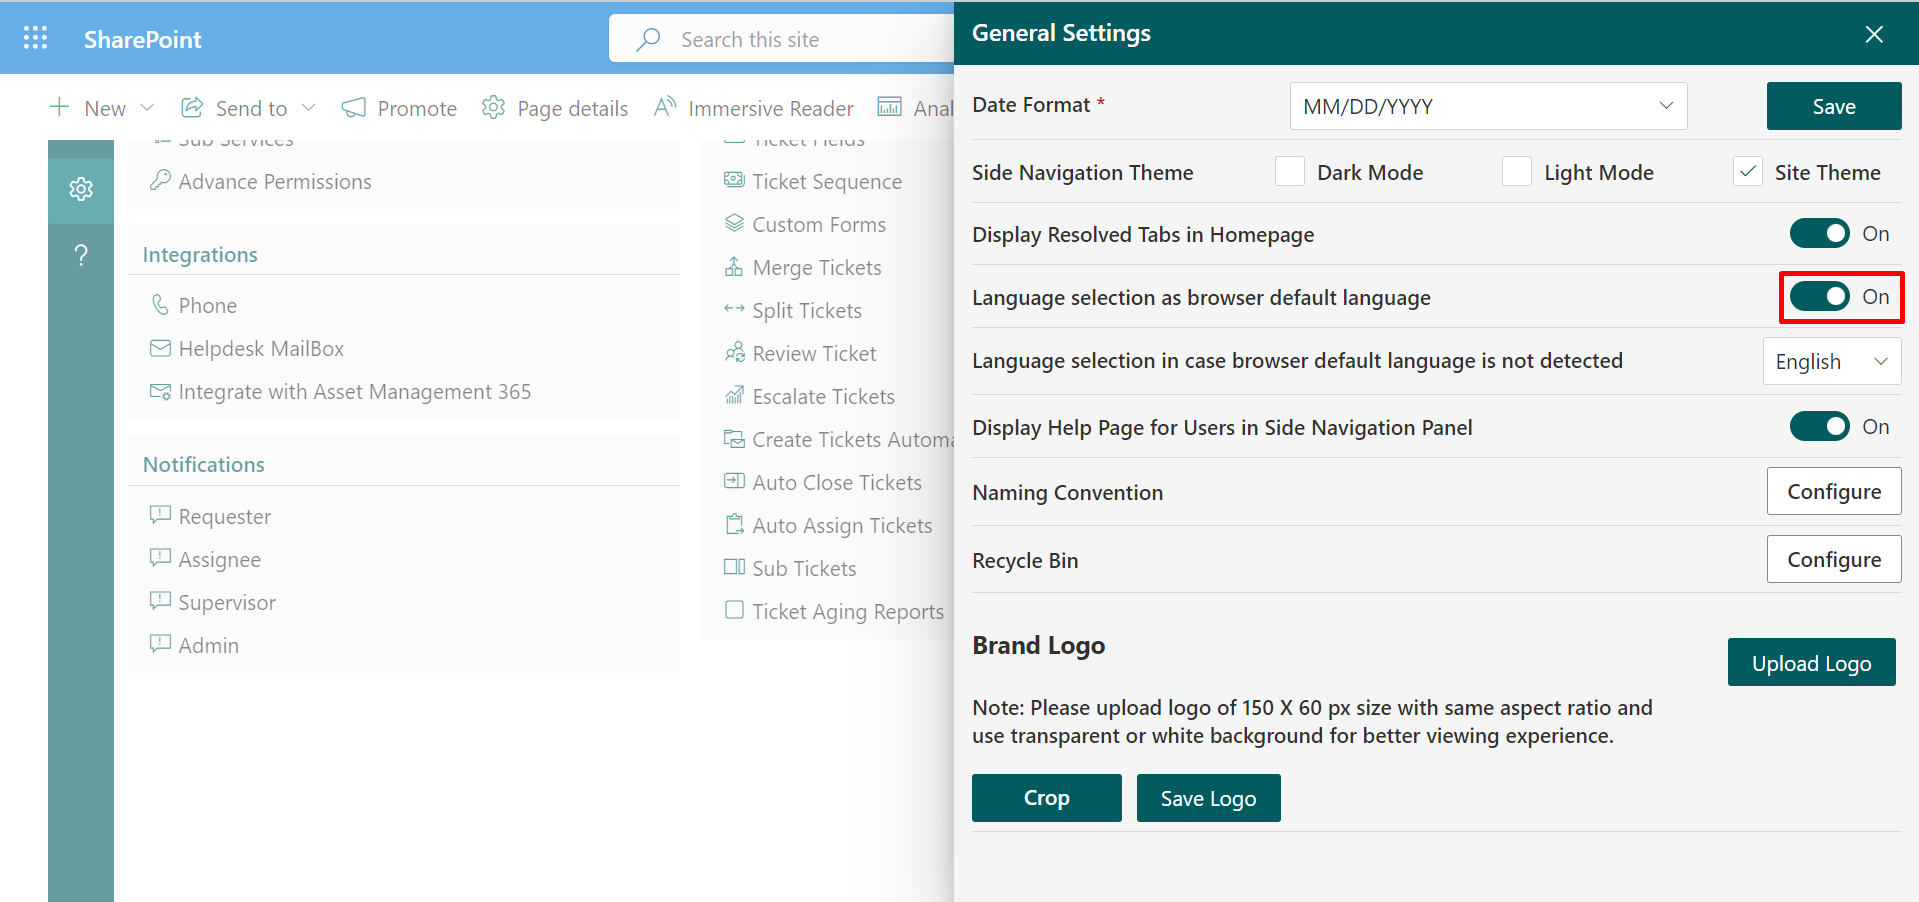 SharePoint
Search this site
New
Send to
Promote
Page details
Immersive Reader
Anal
Sub Services
Advance Permissions
Integrations
Phone
Helpdesk MailBox
Integrate with Asset Management 365
Notifications
Requester
Assignee
Supervisor
Admin
Ticket Fields
Ticket Sequence
Custom Forms
Merge Tickets
Split Tickets
Review Ticket
Escalate Tickets
Create Tickets Automa
Auto Close Tickets
Auto Assign Tickets
Sub Tickets
Ticket Aging Reports
General Settings
Date Format *
MM/DD/YYYY
Save
Side Navigation Theme
Dark Mode
Light Mode
Site Theme
Display Resolved Tabs in Homepage
On
Language selection as browser default language
On
Language selection in case browser default language is not detected
English
Display Help Page for Users in Side Navigation Panel
On
Naming Convention
Configure
Recycle Bin
Configure
Brand Logo
Upload Logo
Note: Please upload logo of 150 X 60 px size with same aspect ratio and
use transparent or white background for better viewing experience.
Crop
Save Logo